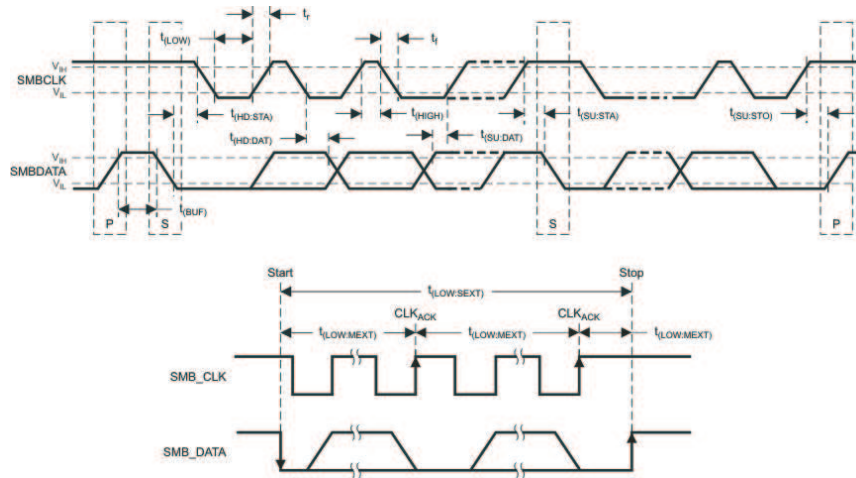 t(LOW)
tr
tf
VIH
SMBCLK
VIL
t(HD:STA)
t(HIGH)
t(SU:STA)
t(SU:STO)
t(HD:DAT)
t(SU:DAT)
VIH
SMBDATA
VIL
t(BUF)
P
S
S
P
Start
Stop
t(LOW:SEXT)
CLKACK
CLKACK
t(LOW:MEXT)
t(LOW:MEXT)
t(LOW:MEXT)
SMB_CLK
SMB_DATA